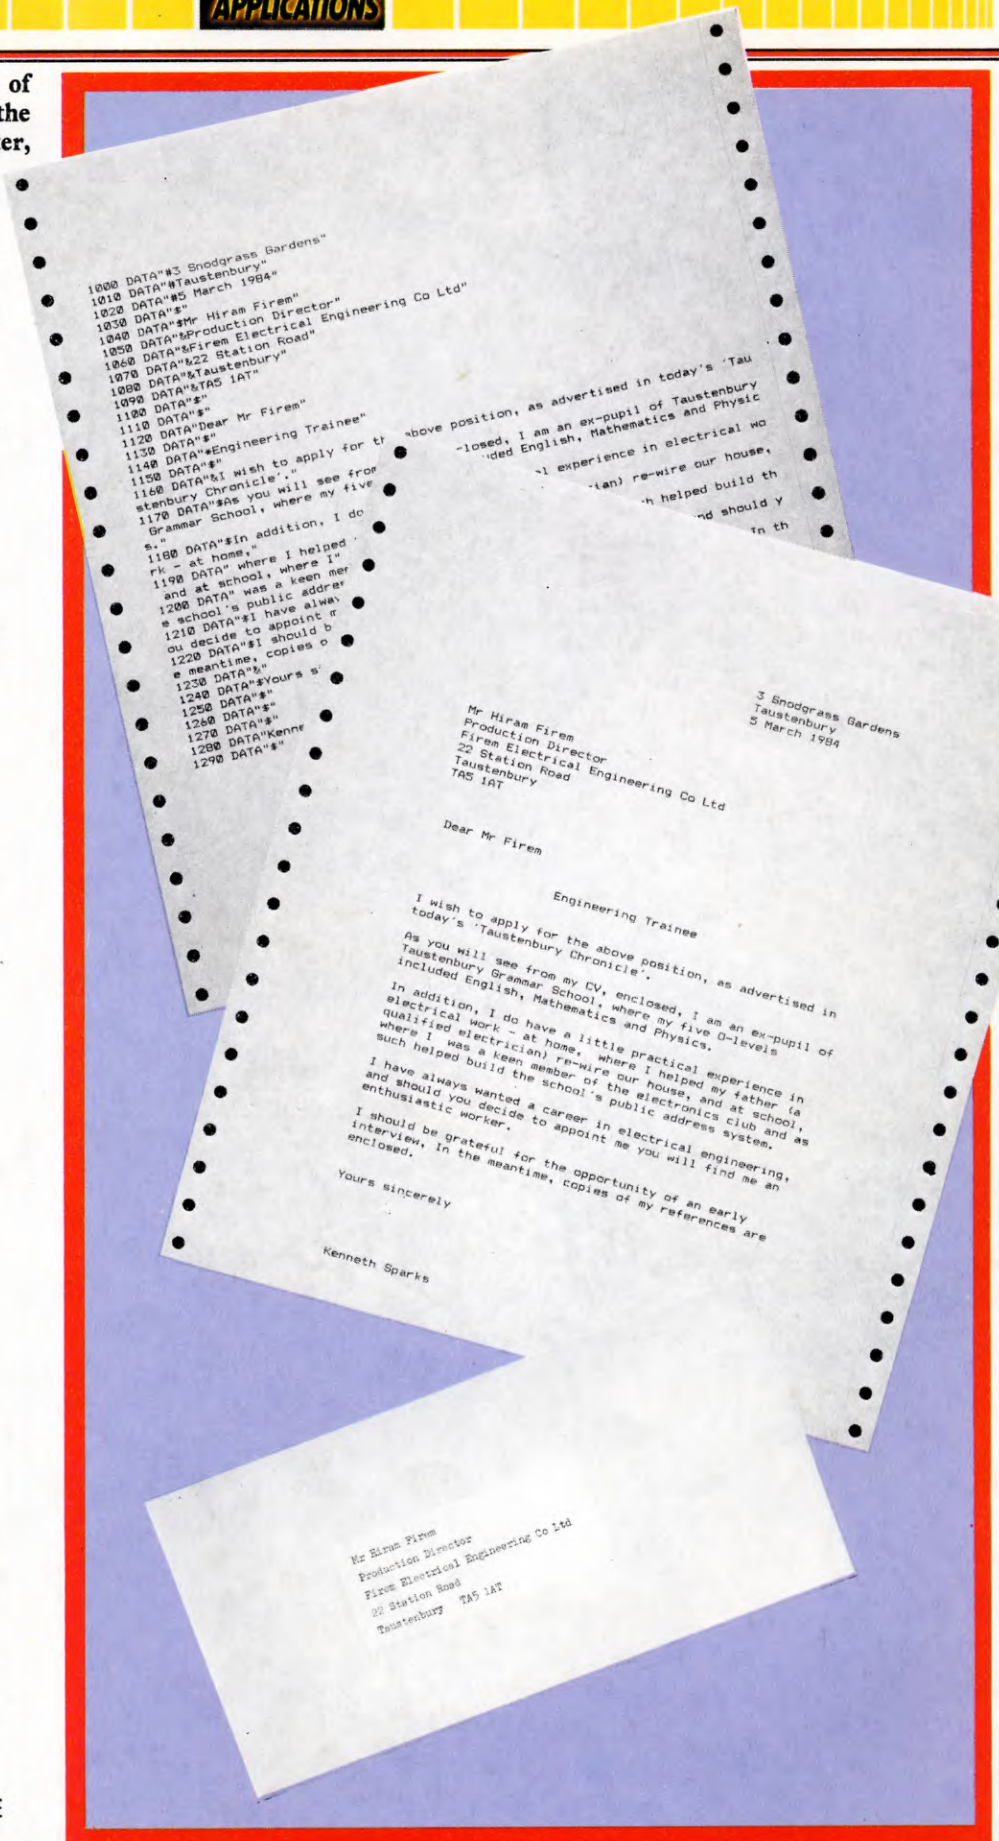 APPLICATIONS
of
the
ter,
1000 DATA"#3 Snodgrass Gardens"
1010 DATA"#Taustenbury"
1020 DATA"#5 March 1984"
1030 DATA"$"
1040 DATA"$Mr Hiram Firem"
1050 DATA"&Production Director"
1060 DATA"&Firem Electrical Engineering Co Ltd"
1070 DATA"&22 Station Road"
1080 DATA"&Taustenbury"
1090 DATA"&TA5 1AT"
1100 DATA"$"
1110 DATA"$"
1120 DATA"Dear Mr Firem"
1130 DATA"$"
1140 DATA"*Engineering Trainee"
1150 DATA"$"
1160 DATA"&I wish to apply for th above position, as advertised in today's 'Tau
stenbury Chronicle'."
1170 DATA"$As you will see from -losed, I am an ex-pupil of Taustenbury
Grammar School, where my five uded English, Mathematics and Physic
s."
1180 DATA"$In addition, I do l experience in electrical wo
rk - at home,"
1190 DATA" where I helped ian) re-wire our house,
and at school, where I"
1200 DATA" was a keen mem h helped build th
e school's public addre
1210 DATA"$I have alway nd should y
ou decide to appoint m
1220 DATA"$I should b In th
e meantime, copies o
1230 DATA"&"
1240 DATA"$Yours s
1250 DATA"$"
1260 DATA"$"
1270 DATA"$"
1280 DATA"Kenne
1290 DATA"$"
3 Snodgrass Gardens
Taustenbury
5 March 1984
Mr Hiram Firem
Production Director
Firem Electrical Engineering Co Ltd
22 Station Road
Taustenbury
TA5 1AT
Dear Mr Firem
Engineering Trainee
I wish to apply for the above position, as advertised in
today's 'Taustenbury Chronicle'.
As you will see from my CV, enclosed, I am an ex-pupil of
Taustenbury Grammar School, where my five O-levels
included English, Mathematics and Physics.
In addition, I do have a little practical experience in
electrical work - at home, where I helped my father (a
qualified electrician) re-wire our house, and at school,
where I was a keen member of the electronics club and as
such helped build the school's public address system.
I have always wanted a career in electrical engineering,
and should you decide to appoint me you will find me an
enthusiastic worker.
I should be grateful for the opportunity of an early
interview. In the meantime, copies of my references are
enclosed.
Yours sincerely
Kenneth Sparks
Mr Hiram Firem
Production Director
Firem Electrical Engineering Co Ltd
22 Station Road
Taustenbury TA5 1AT